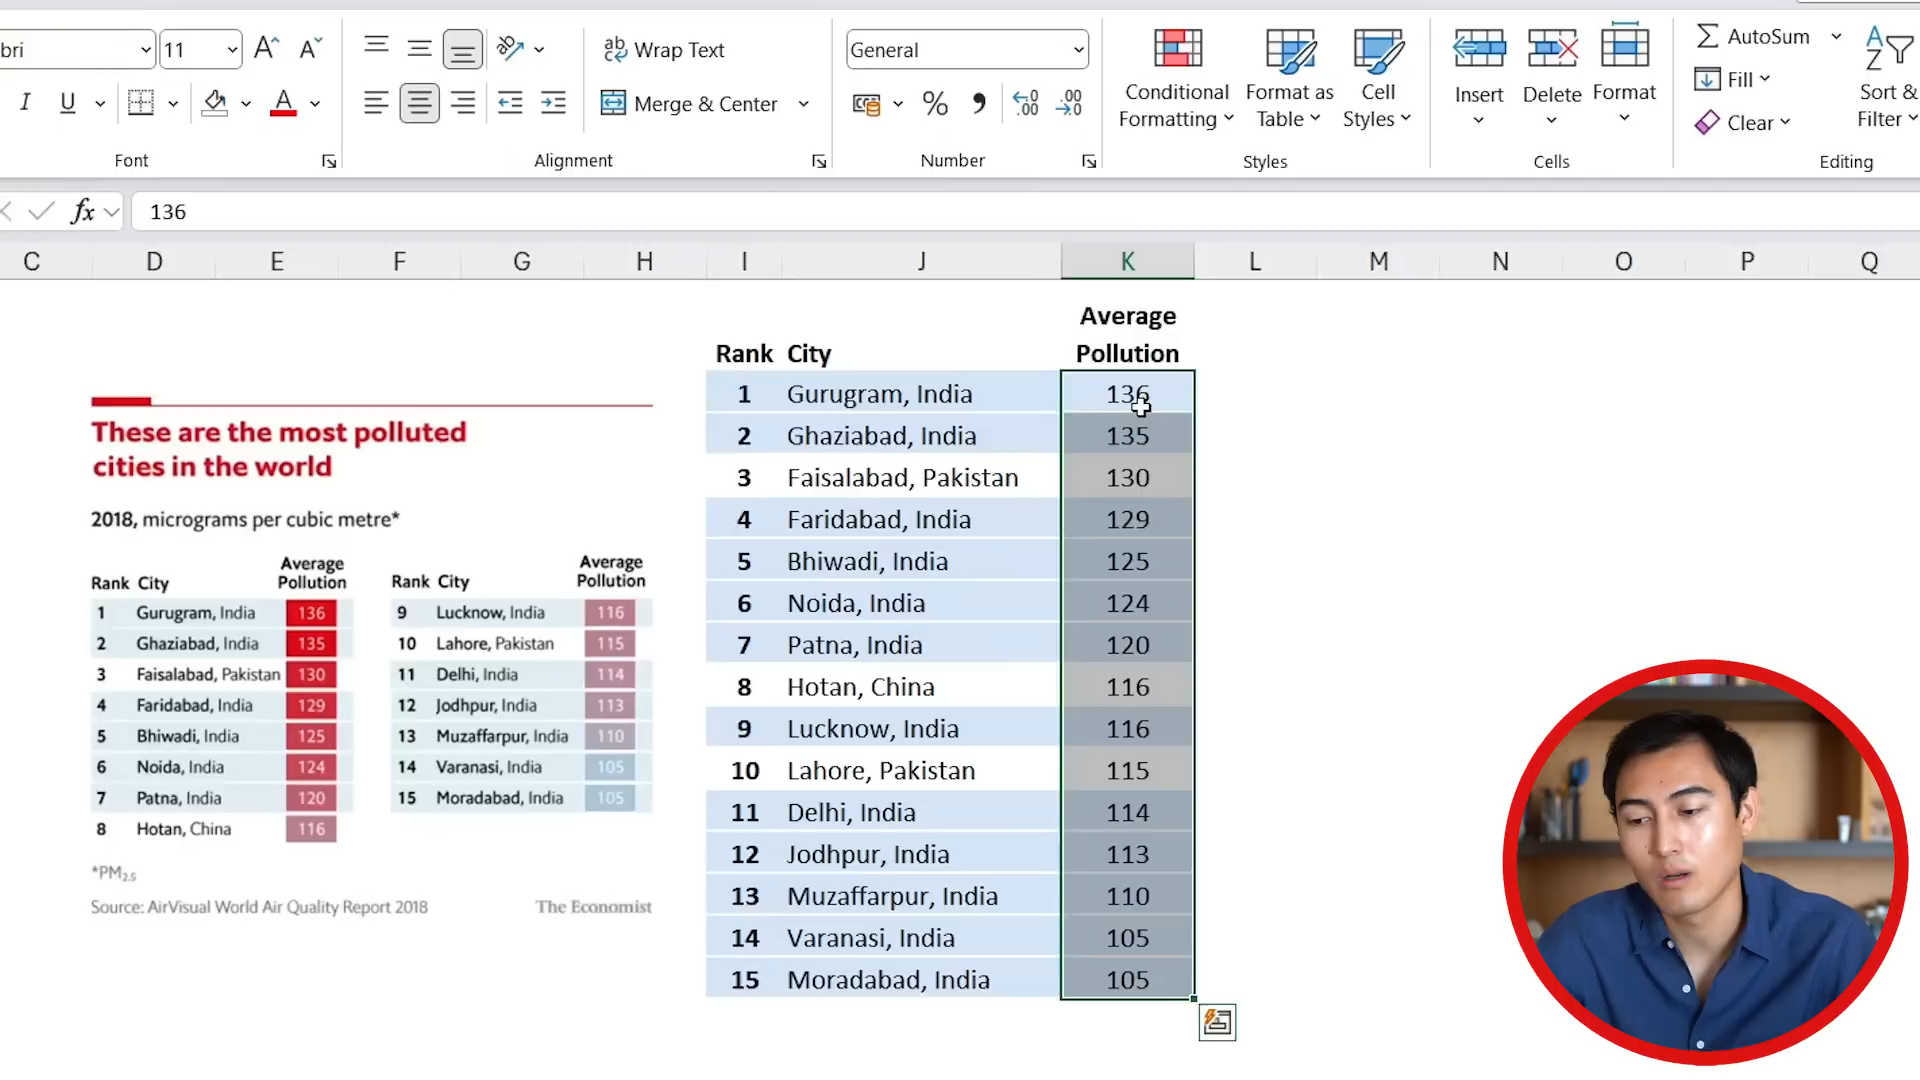 bri
11
A
A
ab
Wrap Text
General
Conditional
Formatting
Format as
Table
Cell
Styles
Insert
Delete
Format
AutoSum
Fill
Clear
A
Z
Sort &
Filter
I
U
A
Merge & Center
%
Font
Alignment
Number
Styles
Cells
Editing
fx
136
C D E F G H I J K L M N O P Q
These are the most polluted
cities in the world
2018, micrograms per cubic metre*
Rank City Average Pollution
1 Gurugram, India 136
2 Ghaziabad, India 135
3 Faisalabad, Pakistan 130
4 Faridabad, India 129
5 Bhiwadi, India 125
6 Noida, India 124
7 Patna, India 120
8 Hotan, China 116
Rank City Average Pollution
9 Lucknow, India 116
10 Lahore, Pakistan 115
11 Delhi, India 114
12 Jodhpur, India 113
13 Muzaffarpur, India 110
14 Varanasi, India 105
15 Moradabad, India 105
*PM2.5
Source: AirVisual World Air Quality Report 2018
The Economist
Average
Rank City Pollution
1 Gurugram, India 136
2 Ghaziabad, India 135
3 Faisalabad, Pakistan 130
4 Faridabad, India 129
5 Bhiwadi, India 125
6 Noida, India 124
7 Patna, India 120
8 Hotan, China 116
9 Lucknow, India 116
10 Lahore, Pakistan 115
11 Delhi, India 114
12 Jodhpur, India 113
13 Muzaffarpur, India 110
14 Varanasi, India 105
15 Moradabad, India 105